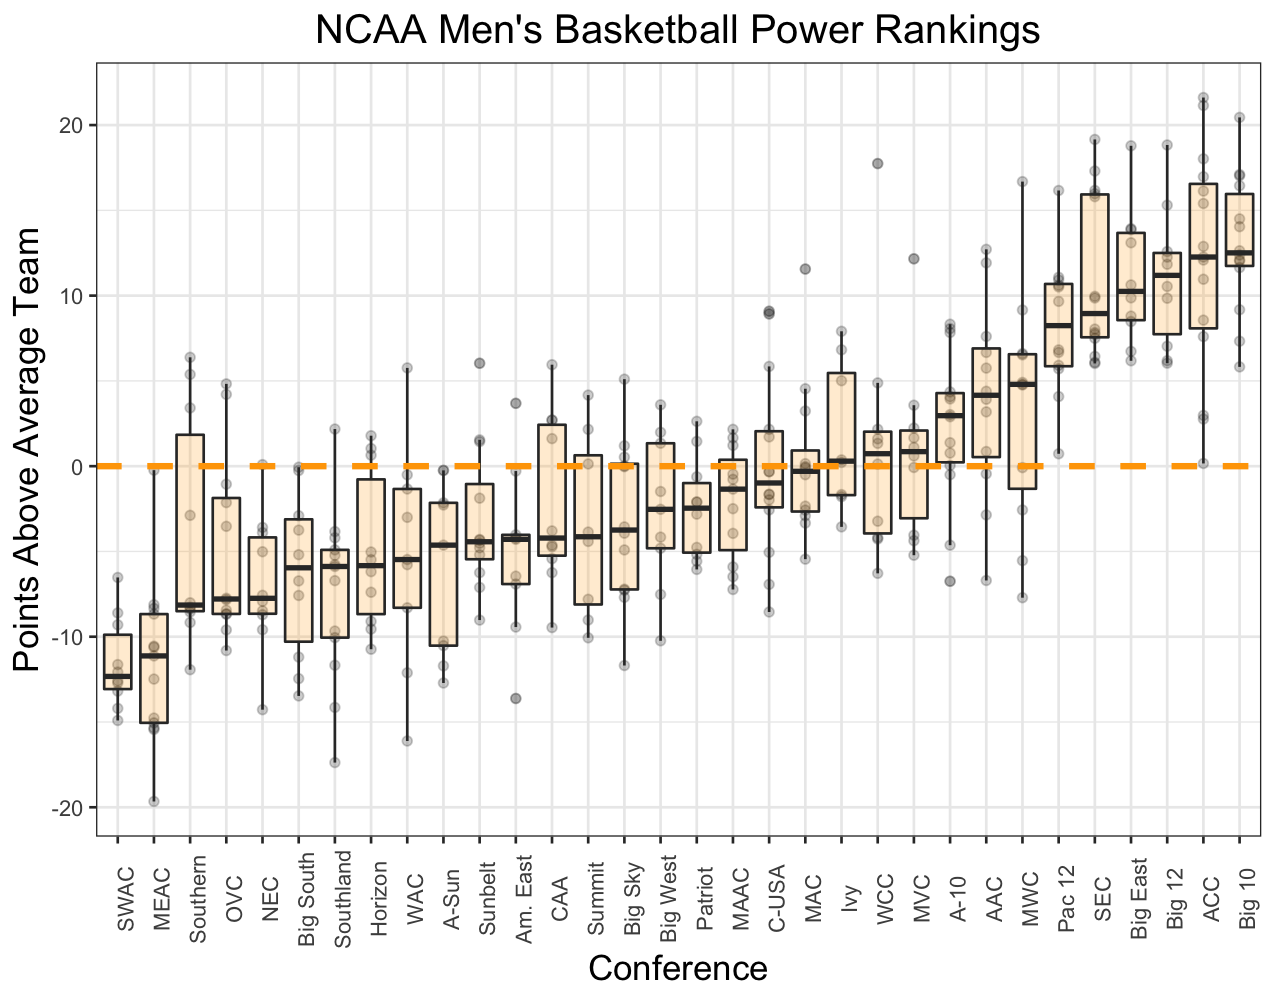 NCAA Men's Basketball Power Rankings
Points Above Average Team
20
10
0
-10
-20
SWAC
MEAC
Southern
OVC
NEC
Big South
Southland
Horizon
WAC
A-Sun
Sunbelt
Am. East
CAA
Summit
Big Sky
Big West
Patriot
MAAC
C-USA
MAC
Ivy
WCC
MVC
A-10
AAC
MWC
Pac 12
SEC
Big East
Big 12
ACC
Big 10
Conference